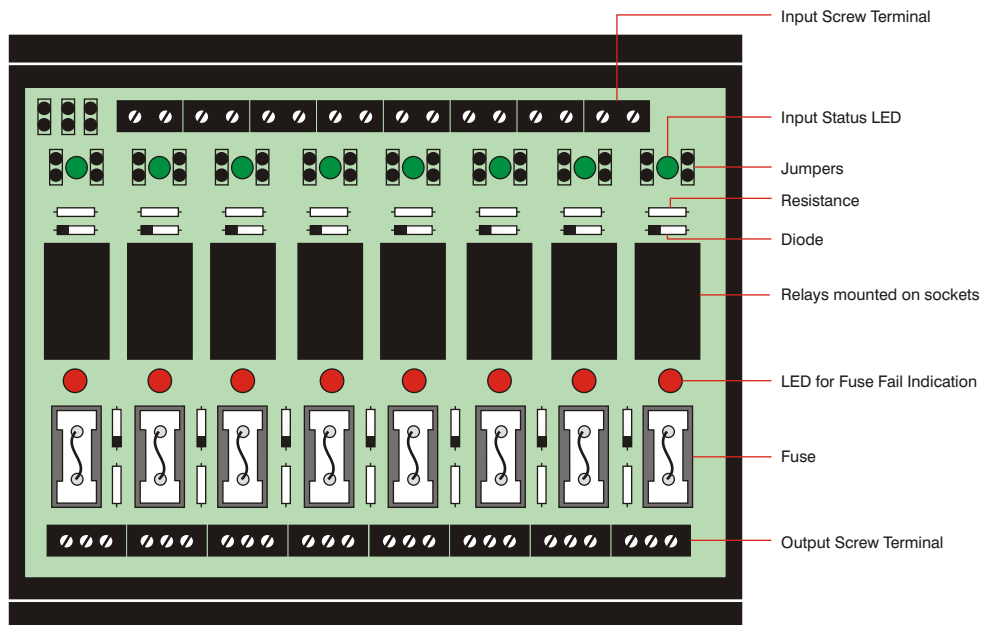 Input Screw Terminal
Input Status LED
Jumpers
Resistance
Diode
Relays mounted on sockets
LED for Fuse Fail Indication
Fuse
Output Screw Terminal